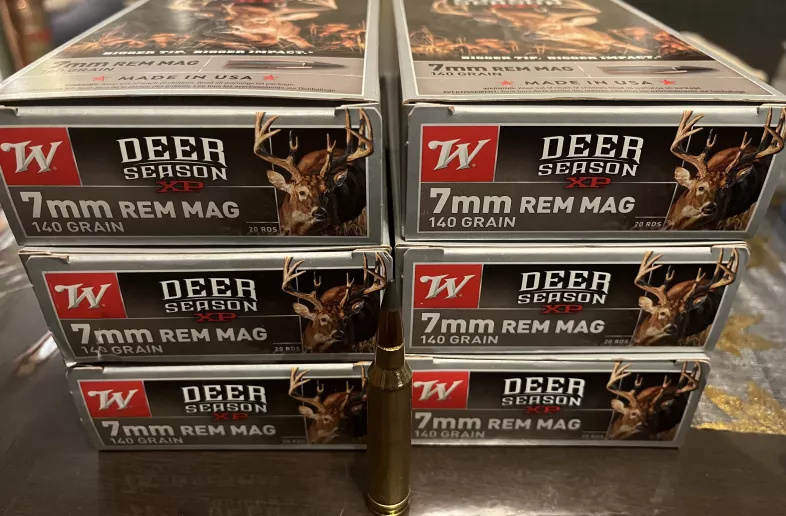 BIGGER TIP. BIGGER IMPACT.
7mm REM MAG
140 GRAIN
MADE IN USA
BIGGER TIP. BIGGER IMPACT.
7mm REM MAG
140 GRAIN
MADE IN USA
W
DEER
SEASON
XP
7mm REM MAG
140 GRAIN
20 RDS
W
DEER
SEASON
XP
7mm REM MAG
140 GRAIN
20 RDS
W
DEER
SEASON
XP
7mm REM MAG
140 GRAIN
20 RDS
W
DEER
SEASON
XP
7mm REM MAG
140 GRAIN
20 RDS
W
DEER
SEASON
XP
7mm REM MAG
140 GRAIN
20 RDS
W
DEER
SEASON
XP
7mm REM MAG
140 GRAIN
20 RDS